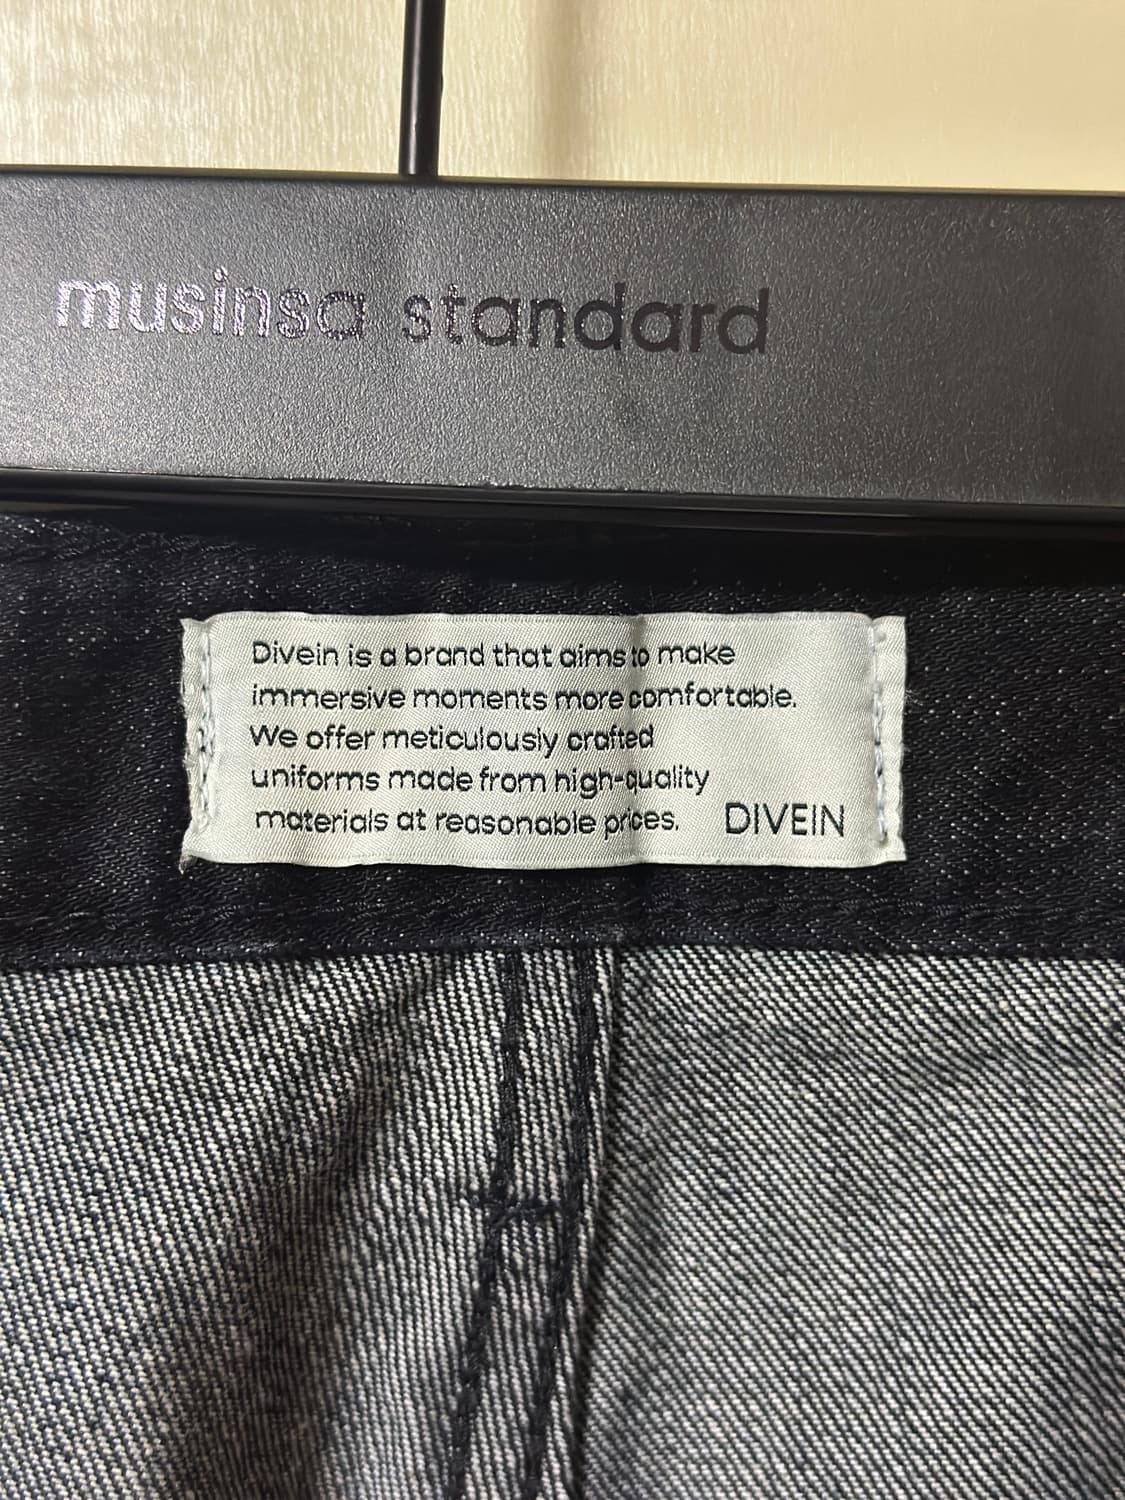 musinsa standard
Divein is a brand that aims to make
immersive moments more comfortable.
We offer meticulously crafted
uniforms made from high-quality
materials at reasonable prices. DIVEIN